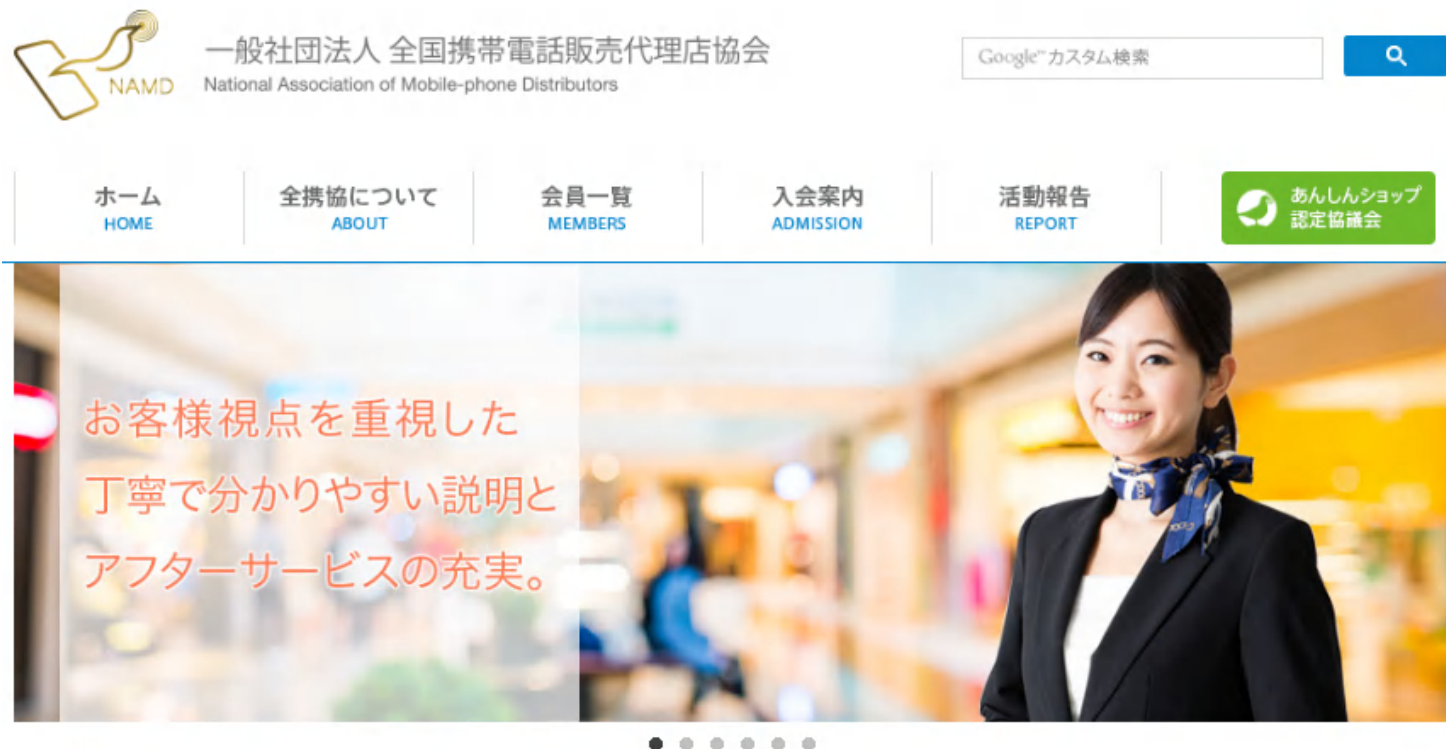 NAMD
一般社団法人 全国携帯電話販売代理店協会
National Association of Mobile-phone Distributors
Google™ カスタム検索
ホーム
HOME
全携協について
ABOUT
会員一覧
MEMBERS
入会案内
ADMISSION
活動報告
REPORT
あんしんショップ
認定協議会
お客様視点を重視した
丁寧で分かりやすい説明と
アフターサービスの充実。